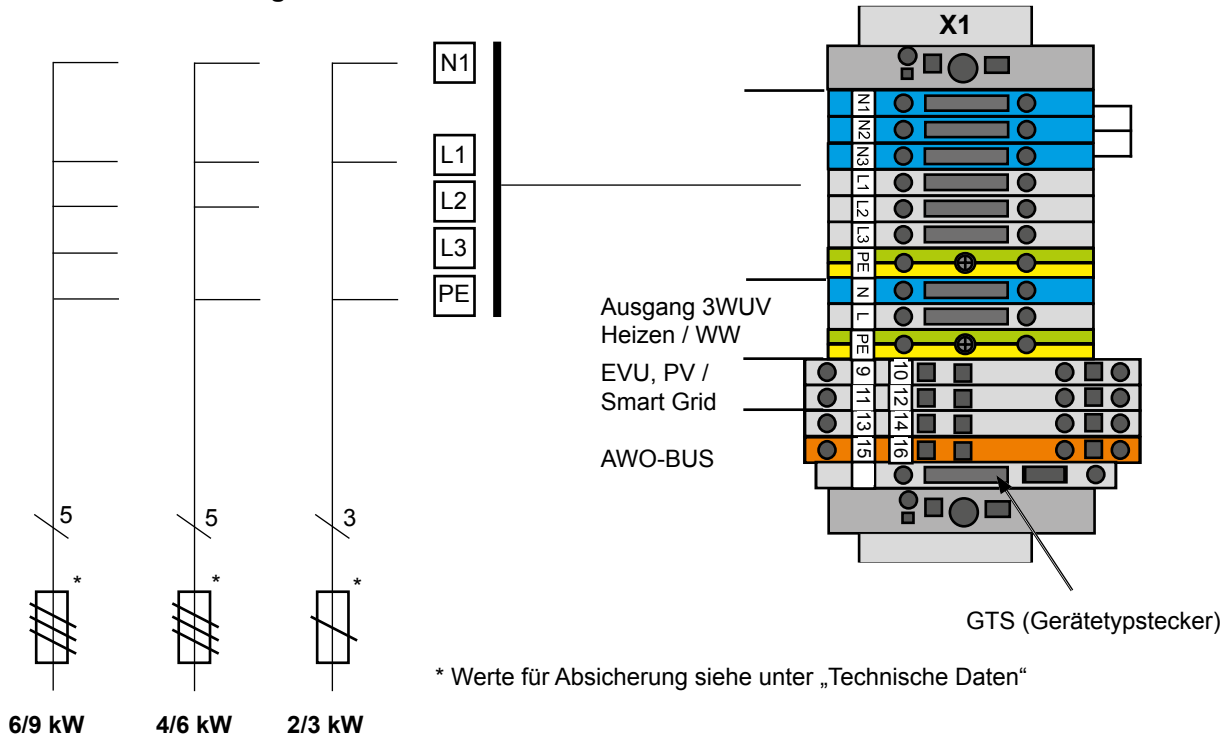 X1
N1
L1
L2
L3
PE
N1
N2
N3
L1
L2
L3
PE
N
L
PE
9 10
11 12
13 14
15 16
Ausgang 3WUV
Heizen / WW
EVU, PV /
Smart Grid
AWO-BUS
5 5 3
* * *
GTS (Gerätetypstecker)
* Werte für Absicherung siehe unter „Technische Daten“
6/9 kW 4/6 kW 2/3 kW